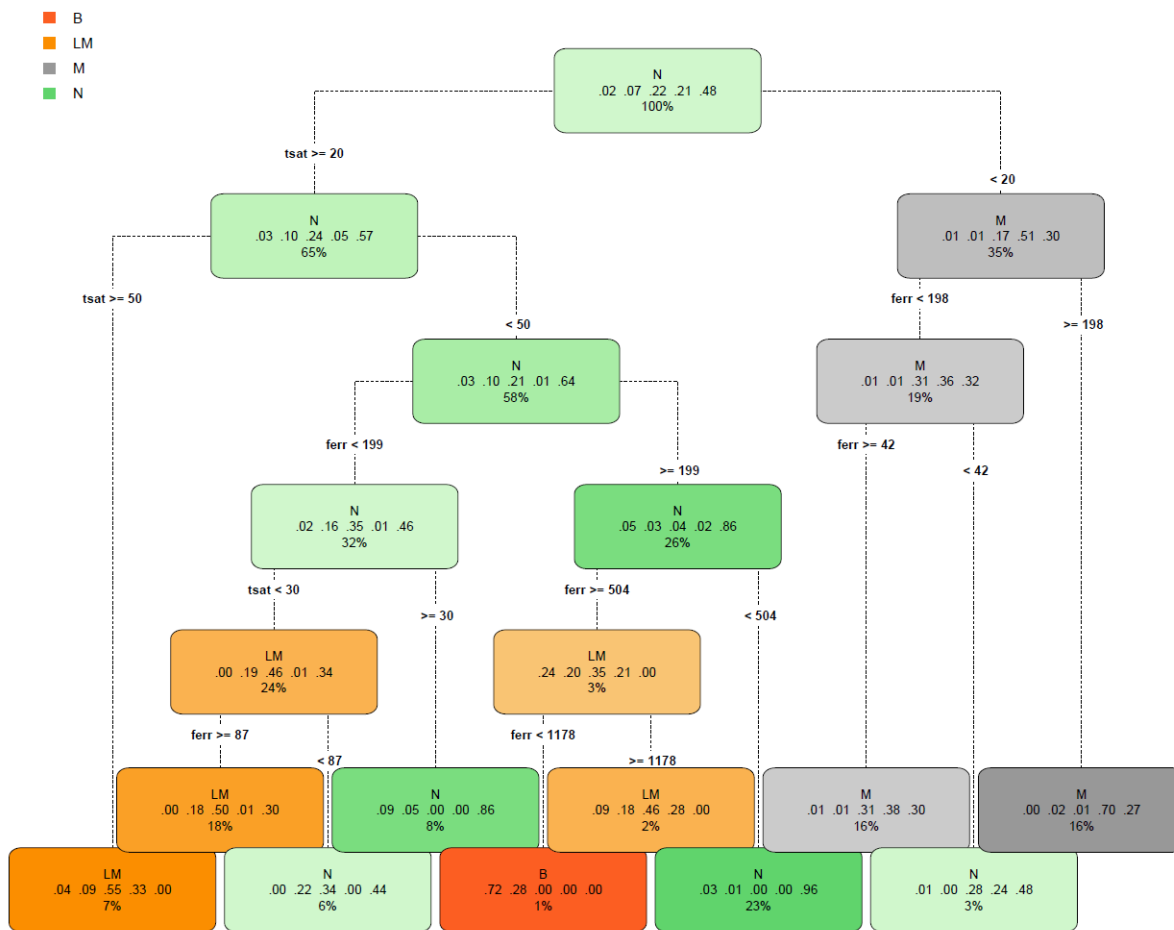 B
LM
M
N
N
.02 .07 .22 .21 .48
100%
tsat >= 20
< 20
N
.03 .10 .24 .05 .57
65%
M
.01 .01 .17 .51 .30
35%
tsat >= 50
< 50
ferr < 198
>= 198
N
.03 .10 .21 .01 .64
58%
M
.01 .01 .31 .36 .32
19%
ferr < 199
>= 199
ferr >= 42
< 42
N
.02 .16 .35 .01 .46
32%
N
.05 .03 .04 .02 .86
26%
tsat < 30
>= 30
ferr >= 504
< 504
LM
.00 .19 .46 .01 .34
24%
LM
.24 .20 .35 .21 .00
3%
ferr >= 87
< 87
ferr < 1178
>= 1178
LM
.00 .18 .50 .01 .30
18%
N
.09 .05 .00 .00 .86
8%
LM
.09 .18 .46 .28 .00
2%
M
.01 .01 .31 .38 .30
16%
M
.00 .02 .01 .70 .27
16%
LM
.04 .09 .55 .33 .00
7%
N
.00 .22 .34 .00 .44
6%
B
.72 .28 .00 .00 .00
1%
N
.03 .01 .00 .00 .96
23%
N
.01 .00 .28 .24 .48
3%